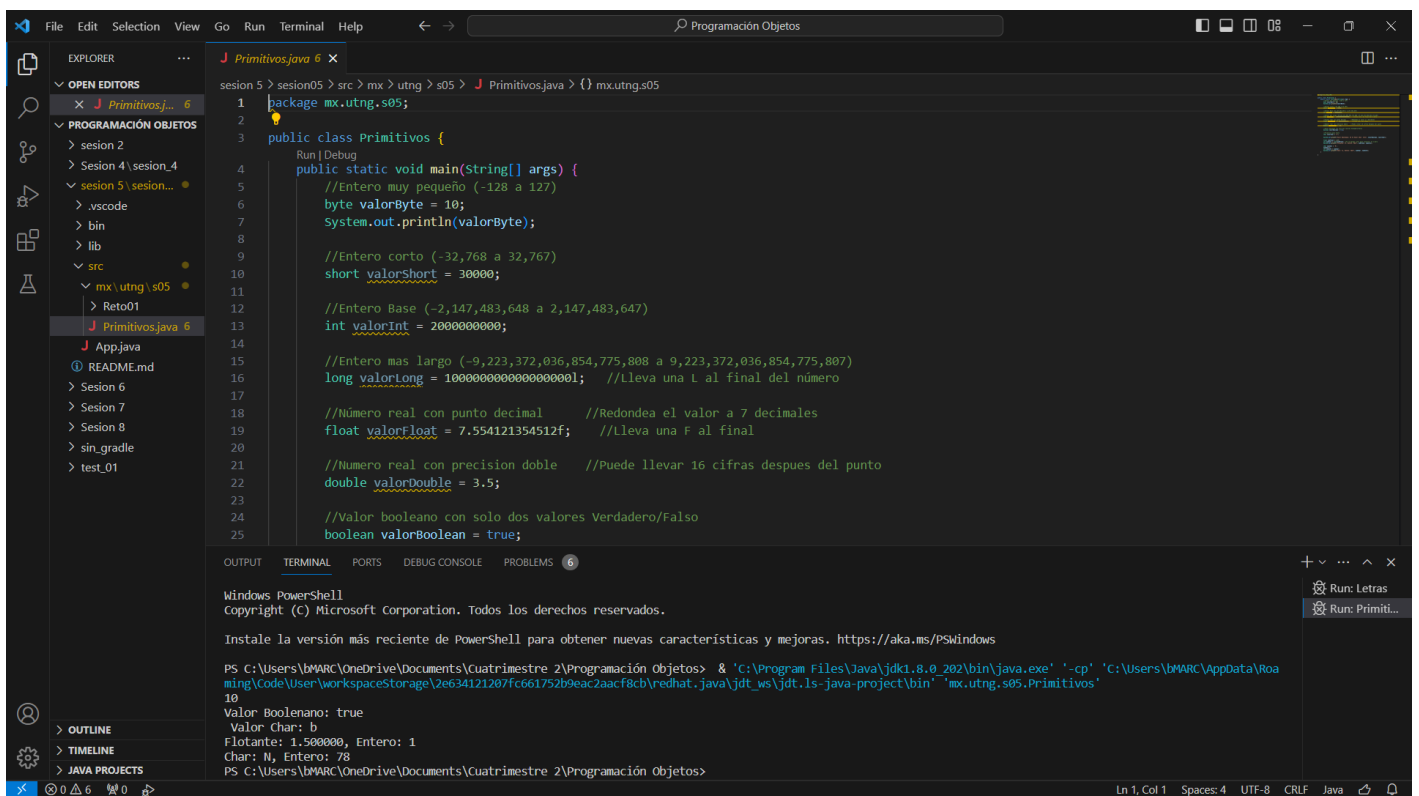 File Edit Selection View Go Run Terminal Help
Programación Objetos
EXPLORER
OPEN EDITORS
Primitivos.j... 6
PROGRAMACIÓN OBJETOS
sesion 2
Sesion 4\sesion_4
sesion 5\sesion...
.vscode
bin
lib
src
mx\utng\s05
Reto01
Primitivos.java 6
App.java
README.md
Sesion 6
Sesion 7
Sesion 8
sin_gradle
test_01
OUTLINE
TIMELINE
JAVA PROJECTS
J Primitivos.java 6
sesion 5 > sesion05 > src > mx > utng > s05 > J Primitivos.java > {} mx.utng.s05
1 package mx.utng.s05;
2
3 public class Primitivos {
Run | Debug
4 public static void main(String[] args) {
5 //Entero muy pequeño (-128 a 127)
6 byte valorByte = 10;
7 System.out.println(valorByte);
8
9 //Entero corto (-32,768 a 32,767)
10 short valorShort = 30000;
11
12 //Entero Base (-2,147,483,648 a 2,147,483,647)
13 int valorInt = 2000000000;
14
15 //Entero mas largo (-9,223,372,036,854,775,808 a 9,223,372,036,854,775,807)
16 long valorLong = 100000000000000000l; //Lleva una L al final del número
17
18 //Número real con punto decimal //Redondea el valor a 7 decimales
19 float valorFloat = 7.554121354512f; //Lleva una F al final
20
21 //Numero real con precision doble //Puede llevar 16 cifras despues del punto
22 double valorDouble = 3.5;
23
24 //Valor booleano con solo dos valores Verdadero/Falso
25 boolean valorBoolean = true;
OUTPUT TERMINAL PORTS DEBUG CONSOLE PROBLEMS 6
Run: Letras
Run: Primiti...
Windows PowerShell
Copyright (C) Microsoft Corporation. Todos los derechos reservados.
Instale la versión más reciente de PowerShell para obtener nuevas características y mejoras. https://aka.ms/PSWindows
PS C:\Users\bMARC\OneDrive\Documents\Cuatrimestre 2\Programación Objetos> & 'C:\Program Files\Java\jdk1.8.0_202\bin\java.exe' '-cp' 'C:\Users\bMARC\AppData\Roa
ming\Code\User\workspaceStorage\2e634121207fc661752b9eac2aacf8cb\redhat.java\jdt_ws\jdt.ls-java-project\bin' 'mx.utng.s05.Primitivos'
10
Valor Boolenano: true
Valor Char: b
Flotante: 1.500000, Entero: 1
Char: N, Entero: 78
PS C:\Users\bMARC\OneDrive\Documents\Cuatrimestre 2\Programación Objetos>
0 6 0 Ln 1, Col 1 Spaces: 4 UTF-8 CRLF Java